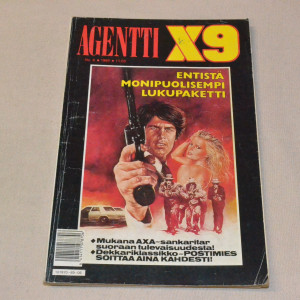 AGENTTI X9
ENTISTÄ
MONIPUOLISEMPI
LUKUPAKETTI
♦Mukana AXA-sankaritar
suoraan tulevaisuudesta!
♦Dekkariklassikko—POSTIMIES
SOITTAA AINA KAHDESTI!